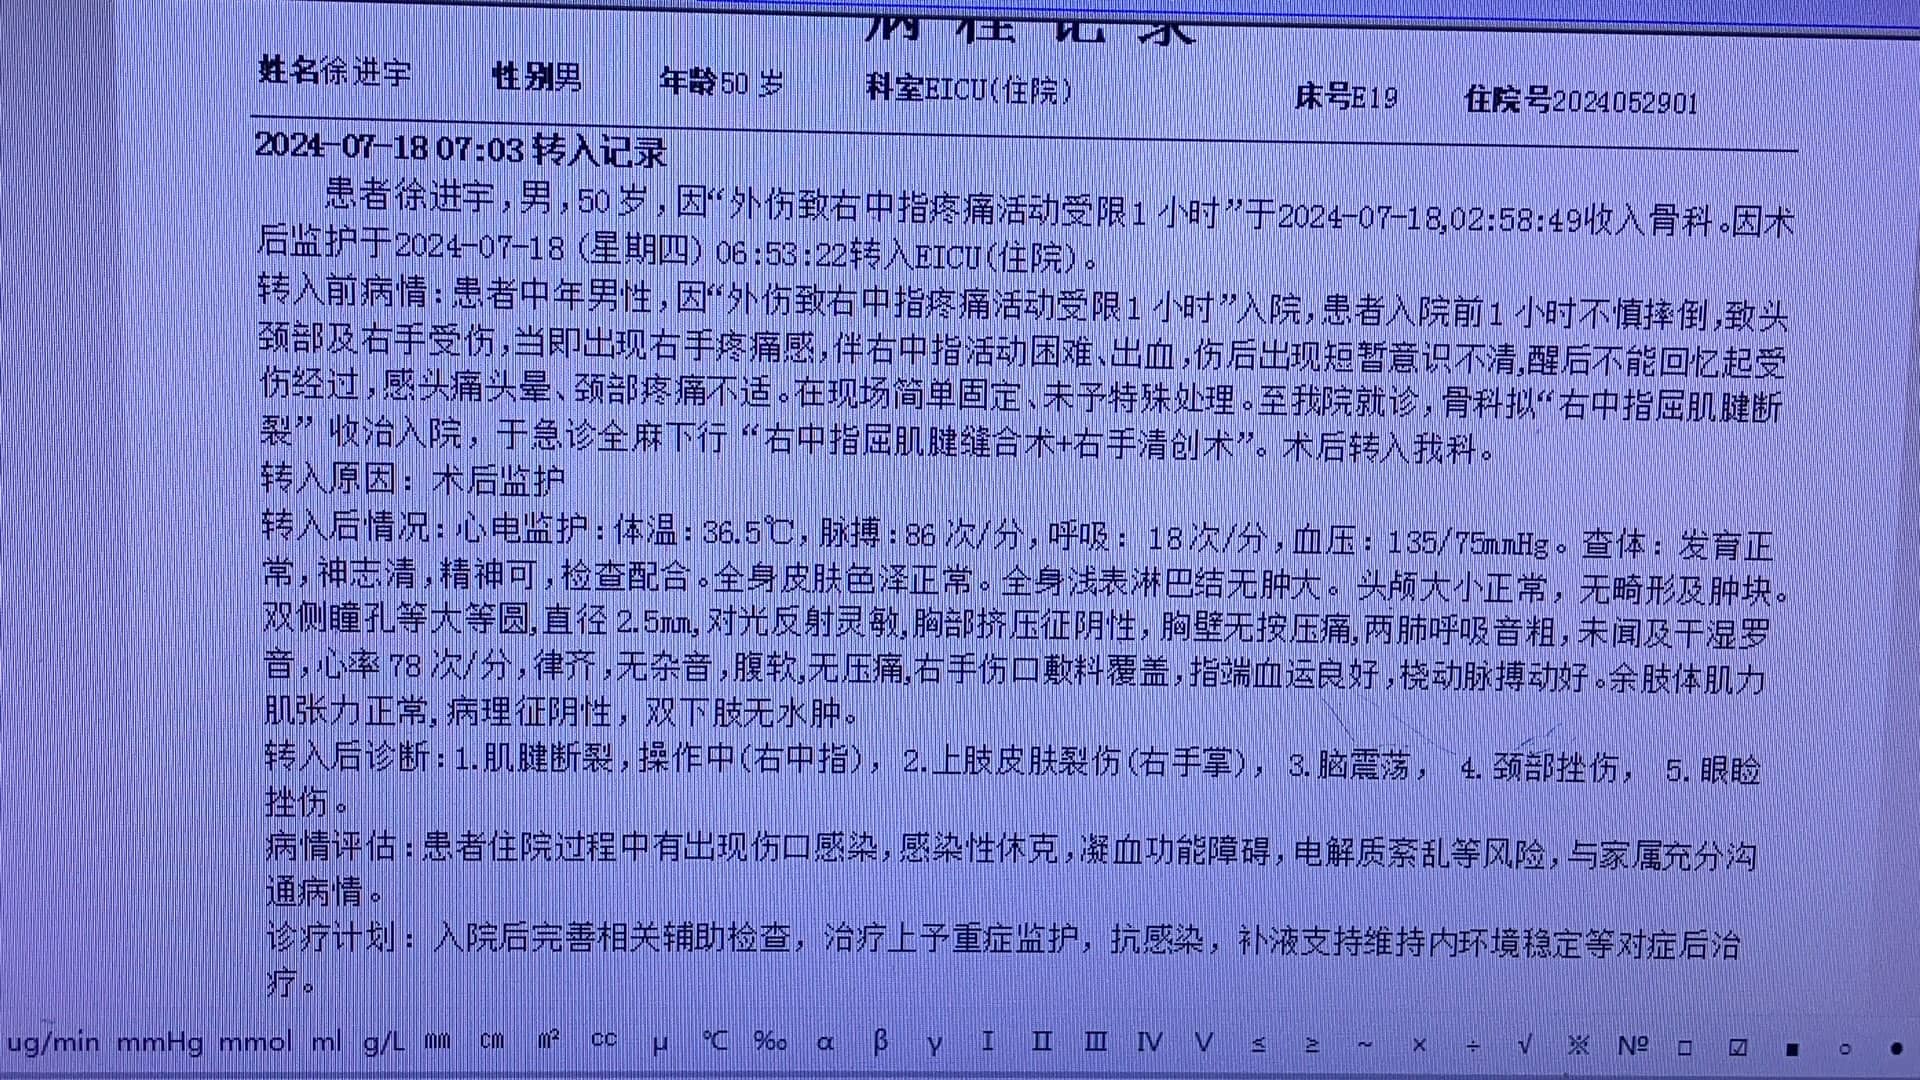 病程记录
姓名徐进宇 性别男 年龄50 岁 科室EICU(住院) 床号E19 住院号2024052901
2024-07-18 07:03 转入记录
患者徐进宇,男,50岁,因“外伤致右中指疼痛活动受限1 小时”于2024-07-18,02:58:49收入骨科。因术
后监护于2024-07-18 (星期四) 06:53:22转入EICU(住院)。
转入前病情:患者中年男性,因“外伤致右中指疼痛活动受限1 小时”入院,患者入院前1 小时不慎摔倒,致头
颈部及右手受伤,当即出现右手疼痛感,伴右中指活动困难、出血,伤后出现短暂意识不清,醒后不能回忆起受
伤经过,感头痛头晕、颈部疼痛不适。在现场简单固定、未予特殊处理。至我院就诊,骨科拟“右中指屈肌腱断
裂” 收治入院, 于急诊全麻下行 “右中指屈肌腱缝合术+右手清创术”。术后转入我科。
转入原因: 术后监护
转入后情况:心电监护:体温:36.5℃,脉搏:86 次/分,呼吸: 18次/分,血压: 135/75mmHg。查体: 发育正
常,神志清,精神可,检查配合。全身皮肤色泽正常。全身浅表淋巴结无肿大。头颅大小正常, 无畸形及肿块。
双侧瞳孔等大等圆,直径 2.5mm,对光反射灵敏,胸部挤压征阴性, 胸壁无按压痛,两肺呼吸音粗,未闻及干湿罗
音,心率 78 次/分,律齐,无杂音,腹软,无压痛,右手伤口敷料覆盖,指端血运良好,桡动脉搏动好。余肢体肌力
肌张力正常,病理征阴性, 双下肢无水肿。
转入后诊断:1.肌腱断裂,操作中(右中指), 2.上肢皮肤裂伤(右手掌), 3.脑震荡, 4. 颈部挫伤, 5. 眼睑
挫伤。
病情评估:患者住院过程中有出现伤口感染,感染性休克,凝血功能障碍,电解质紊乱等风险,与家属充分沟
通病情。
诊疗计划: 入院后完善相关辅助检查, 治疗上予重症监护, 抗感染, 补液支持维持内环境稳定等对症后治
疗。
ug/min mmHg mmol ml g/L mm cm m² cc μ ℃ ‰ α β γ Ⅰ Ⅱ Ⅲ Ⅳ Ⅴ ≤ ≥ ~ × ÷ √ ※ № □ ☑ ■ ○ ●